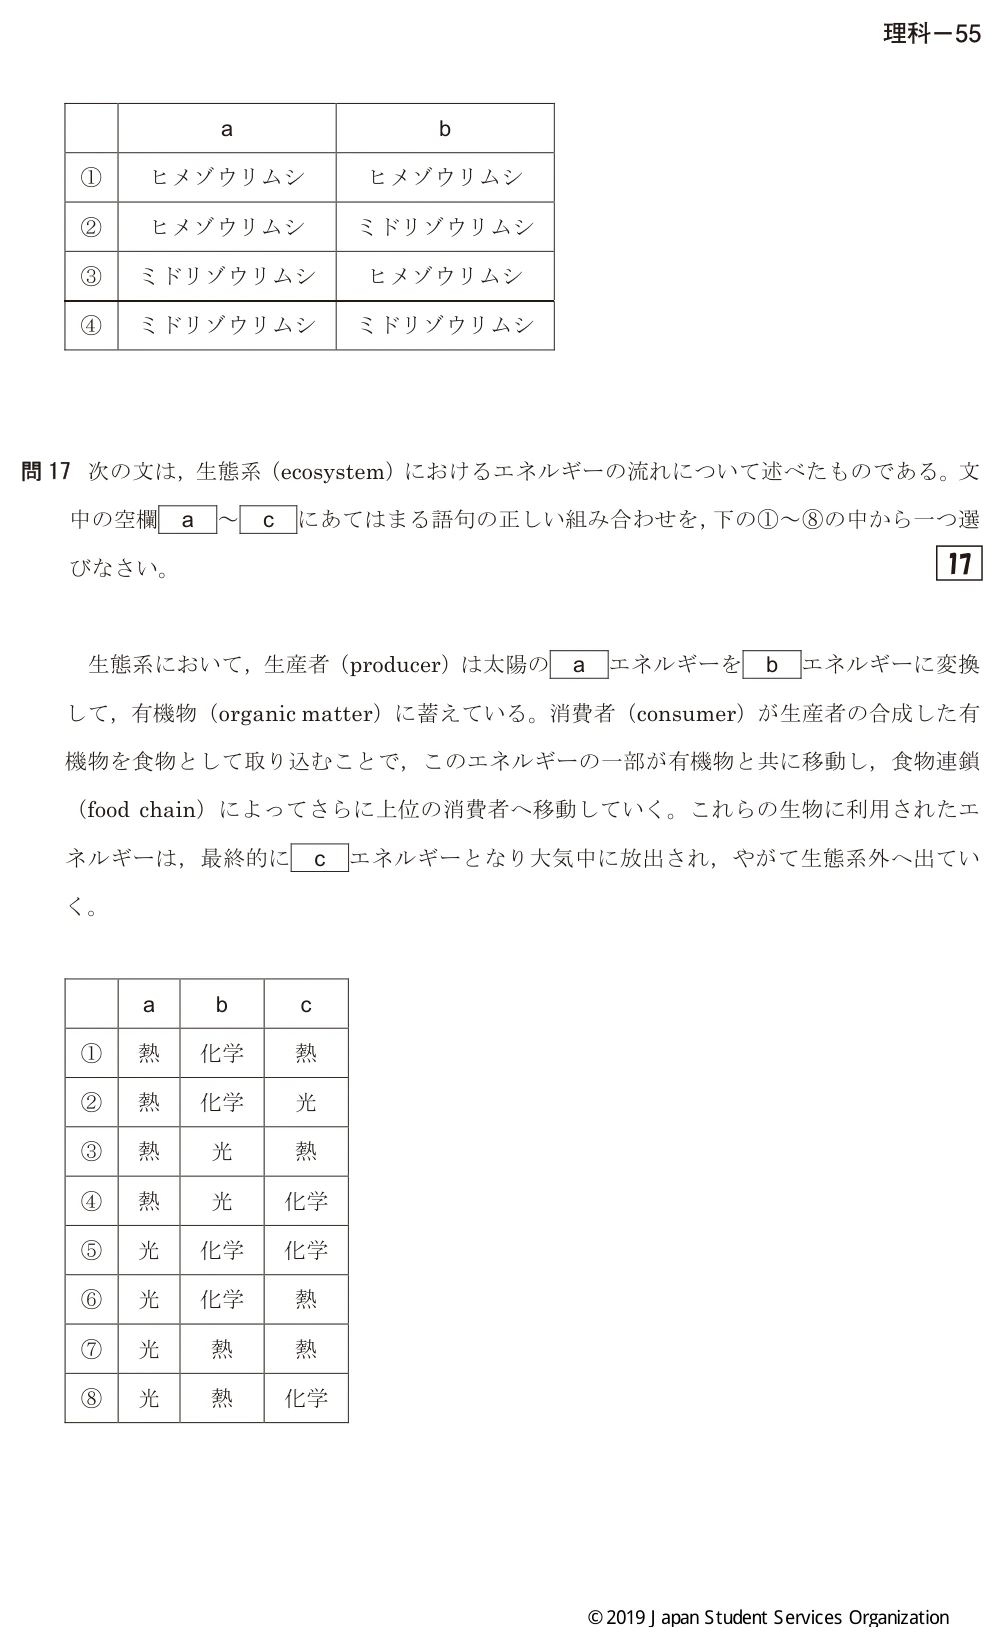 理科－55
a b
① ヒメゾウリムシ ヒメゾウリムシ
② ヒメゾウリムシ ミドリゾウリムシ
③ ミドリゾウリムシ ヒメゾウリムシ
④ ミドリゾウリムシ ミドリゾウリムシ
問 17 次の文は，生態系（ecosystem）におけるエネルギーの流れについて述べたものである。文
中の空欄 a ～ c にあてはまる語句の正しい組み合わせを，下の①～⑧の中から一つ選
びなさい。 17
生態系において，生産者（producer）は太陽の a エネルギーを b エネルギーに変換
して，有機物（organic matter）に蓄えている。消費者（consumer）が生産者の合成した有
機物を食物として取り込むことで，このエネルギーの一部が有機物と共に移動し，食物連鎖
（food chain）によってさらに上位の消費者へ移動していく。これらの生物に利用されたエ
ネルギーは，最終的に c エネルギーとなり大気中に放出され，やがて生態系外へ出てい
く。
a b c
① 熱 化学 熱
② 熱 化学 光
③ 熱 光 熱
④ 熱 光 化学
⑤ 光 化学 化学
⑥ 光 化学 熱
⑦ 光 熱 熱
⑧ 光 熱 化学
© 2019 Japan Student Services Organization